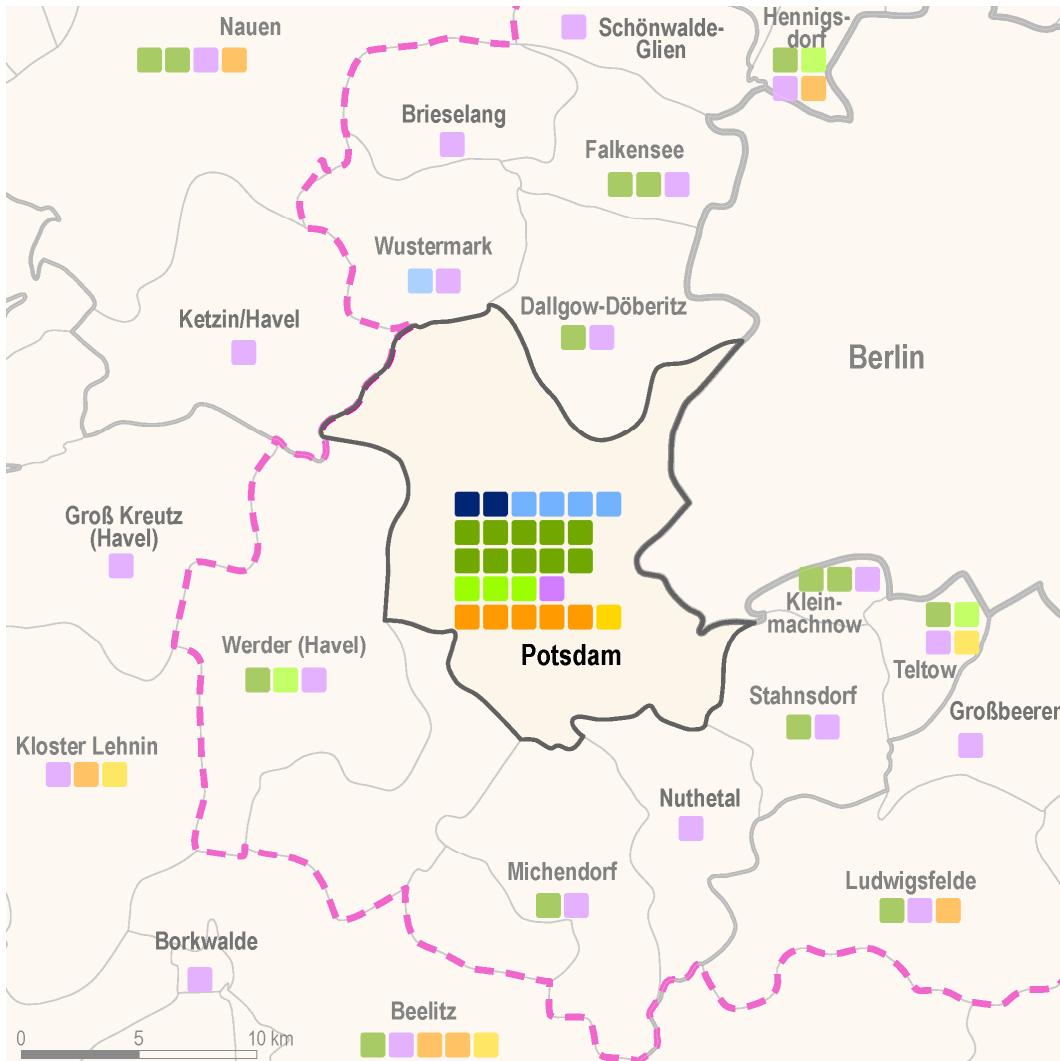 Nauen
Schönwalde-
Glien
Hennigs-
dorf
Brieselang
Falkensee
Wustermark
Dallgow-Döberitz
Ketzin/Havel
Berlin
Groß Kreutz
(Havel)
Klein-
machnow
Werder (Havel)
Potsdam
Teltow
Stahnsdorf
Großbeeren
Kloster Lehnin
Nuthetal
Michendorf
Ludwigsfelde
Borkwalde
Beelitz
0 5 10 km